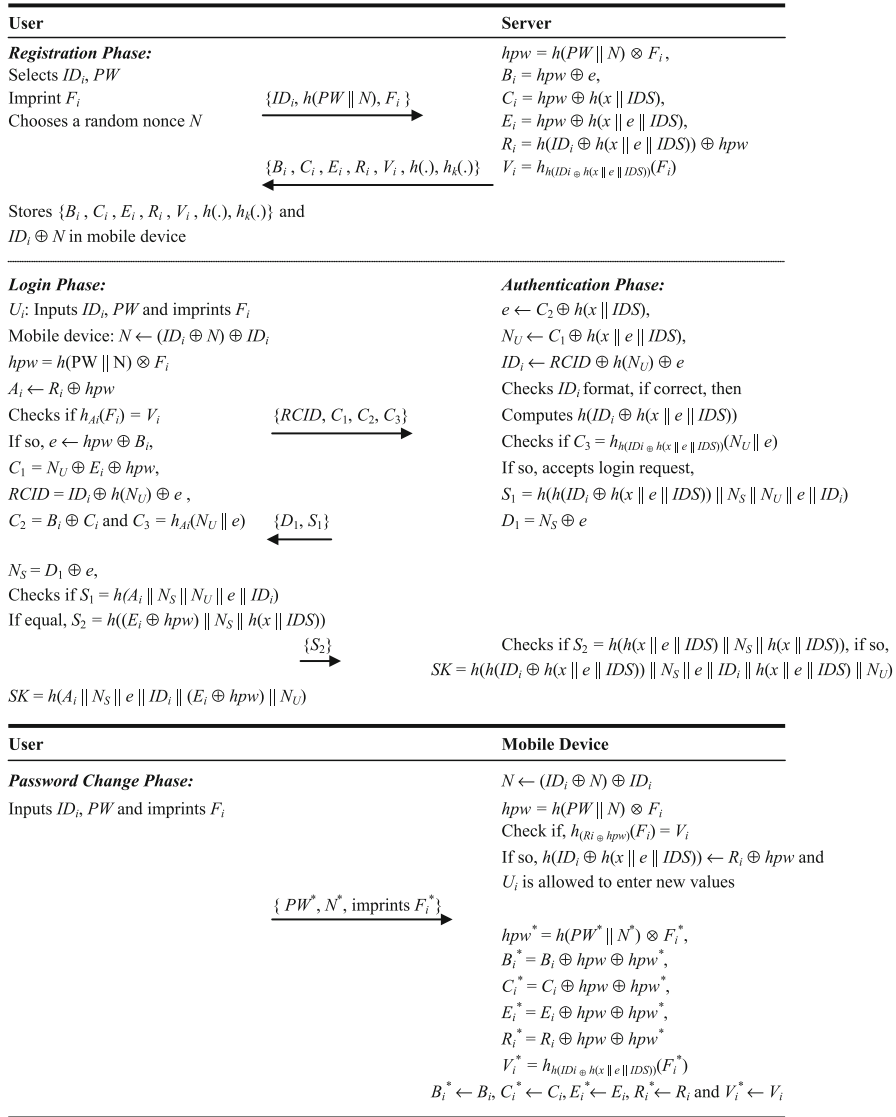 User Server
Registration Phase: hpw = h(PW || N) ⊗ Fi ,
Selects IDi, PW Bi = hpw ⊕ e,
Imprint Fi {IDi, h(PW || N), Fi } Ci = hpw ⊕ h(x || IDS),
Chooses a random nonce N Ei = hpw ⊕ h(x || e || IDS),
Ri = h(IDi ⊕ h(x || e || IDS)) ⊕ hpw
{Bi , Ci , Ei , Ri , Vi , h(.), hk(.)} Vi = hh(IDi ⊕ h(x || e || IDS))(Fi)
Stores {Bi , Ci , Ei , Ri , Vi , h(.), hk(.)} and
IDi ⊕ N in mobile device
Login Phase: Authentication Phase:
Ui: Inputs IDi, PW and imprints Fi e ← C2 ⊕ h(x || IDS),
Mobile device: N ← (IDi ⊕ N) ⊕ IDi NU ← C1 ⊕ h(x || e || IDS),
hpw = h(PW || N) ⊗ Fi IDi ← RCID ⊕ h(NU) ⊕ e
Ai ← Ri ⊕ hpw Checks IDi format, if correct, then
Checks if hAi(Fi) = Vi {RCID, C1, C2, C3} Computes h(IDi ⊕ h(x || e || IDS))
If so, e ← hpw ⊕ Bi, Checks if C3 = hh(IDi ⊕ h(x || e || IDS))(NU || e)
C1 = NU ⊕ Ei ⊕ hpw, If so, accepts login request,
RCID = IDi ⊕ h(NU) ⊕ e , S1 = h(h(IDi ⊕ h(x || e || IDS)) || NS || NU || e || IDi)
C2 = Bi ⊕ Ci and C3 = hAi(NU || e) {D1, S1} D1 = NS ⊕ e
NS = D1 ⊕ e,
Checks if S1 = h(Ai || NS || NU || e || IDi)
If equal, S2 = h((Ei ⊕ hpw) || NS || h(x || IDS))
{S2} Checks if S2 = h(h(x || e || IDS) || NS || h(x || IDS)), if so,
SK = h(h(IDi ⊕ h(x || e || IDS)) || NS || e || IDi || h(x || e || IDS) || NU)
SK = h(Ai || NS || e || IDi || (Ei ⊕ hpw) || NU)
User Mobile Device
Password Change Phase: N ← (IDi ⊕ N) ⊕ IDi
Inputs IDi, PW and imprints Fi hpw = h(PW || N) ⊗ Fi
Check if, h(Ri ⊕ hpw)(Fi) = Vi
If so, h(IDi ⊕ h(x || e || IDS)) ← Ri ⊕ hpw and
Ui is allowed to enter new values
{ PW*, N*, imprints Fi*}
hpw* = h(PW* || N*) ⊗ Fi*,
Bi* = Bi ⊕ hpw ⊕ hpw*,
Ci* = Ci ⊕ hpw ⊕ hpw*,
Ei* = Ei ⊕ hpw ⊕ hpw*,
Ri* = Ri ⊕ hpw ⊕ hpw*
Vi* = hh(IDi ⊕ h(x || e || IDS))(Fi*)
Bi* ← Bi, Ci* ← Ci, Ei* ← Ei, Ri* ← Ri and Vi* ← Vi